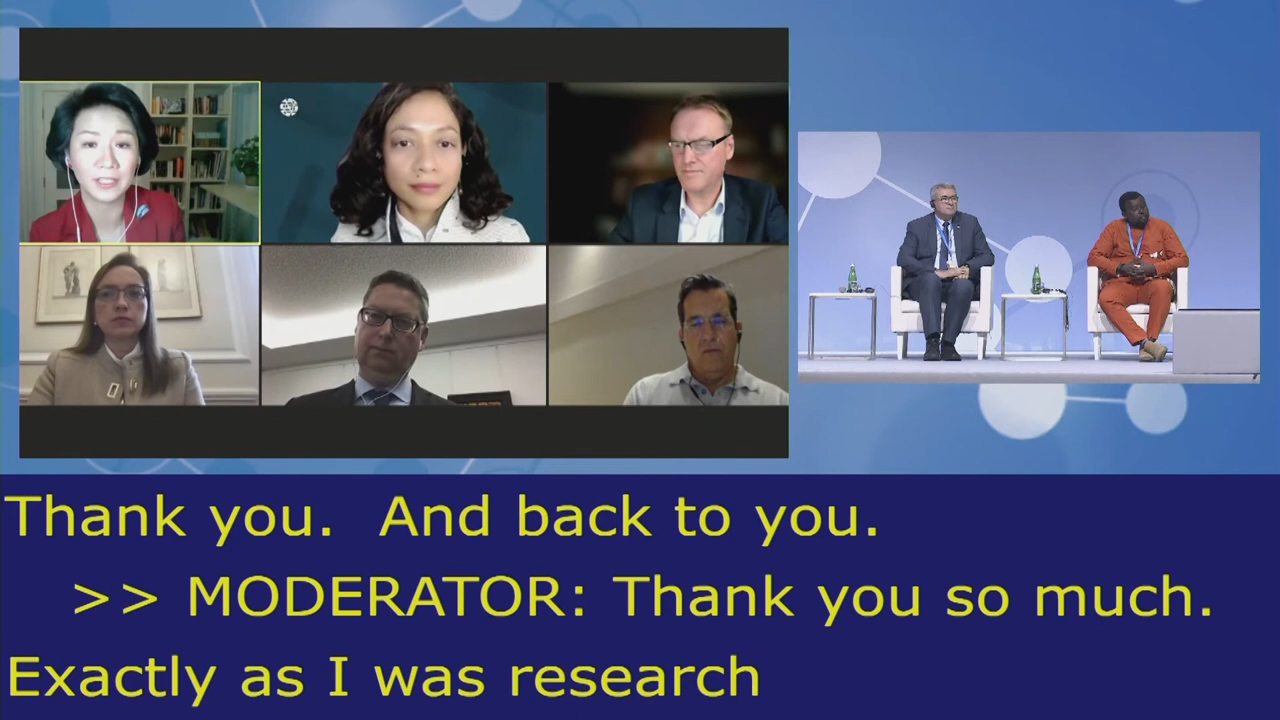 Thank you.  And back to you.
>> MODERATOR: Thank you so much.
Exactly as I was research